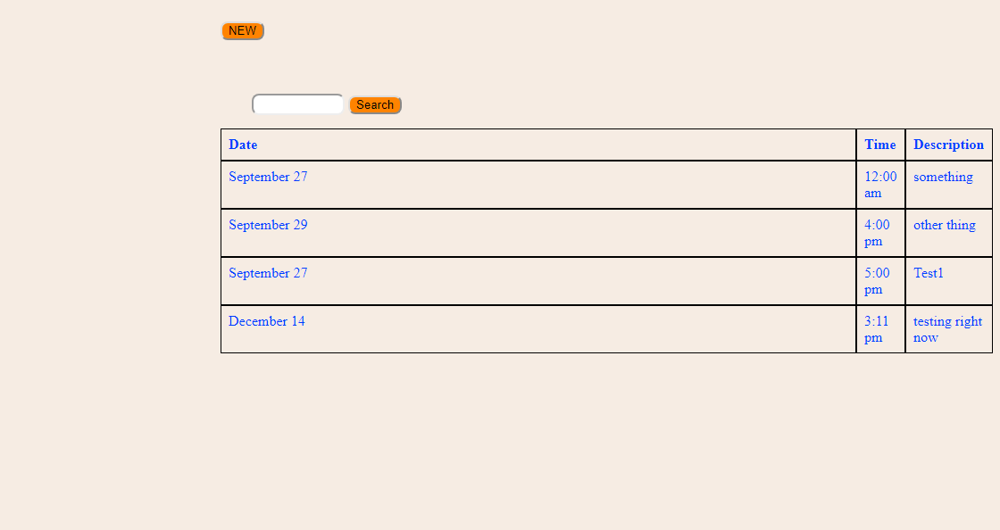 NEW
Search
Date Time Description
September 27 12:00 am something
September 29 4:00 pm other thing
September 27 5:00 pm Test1
December 14 3:11 pm testing right now